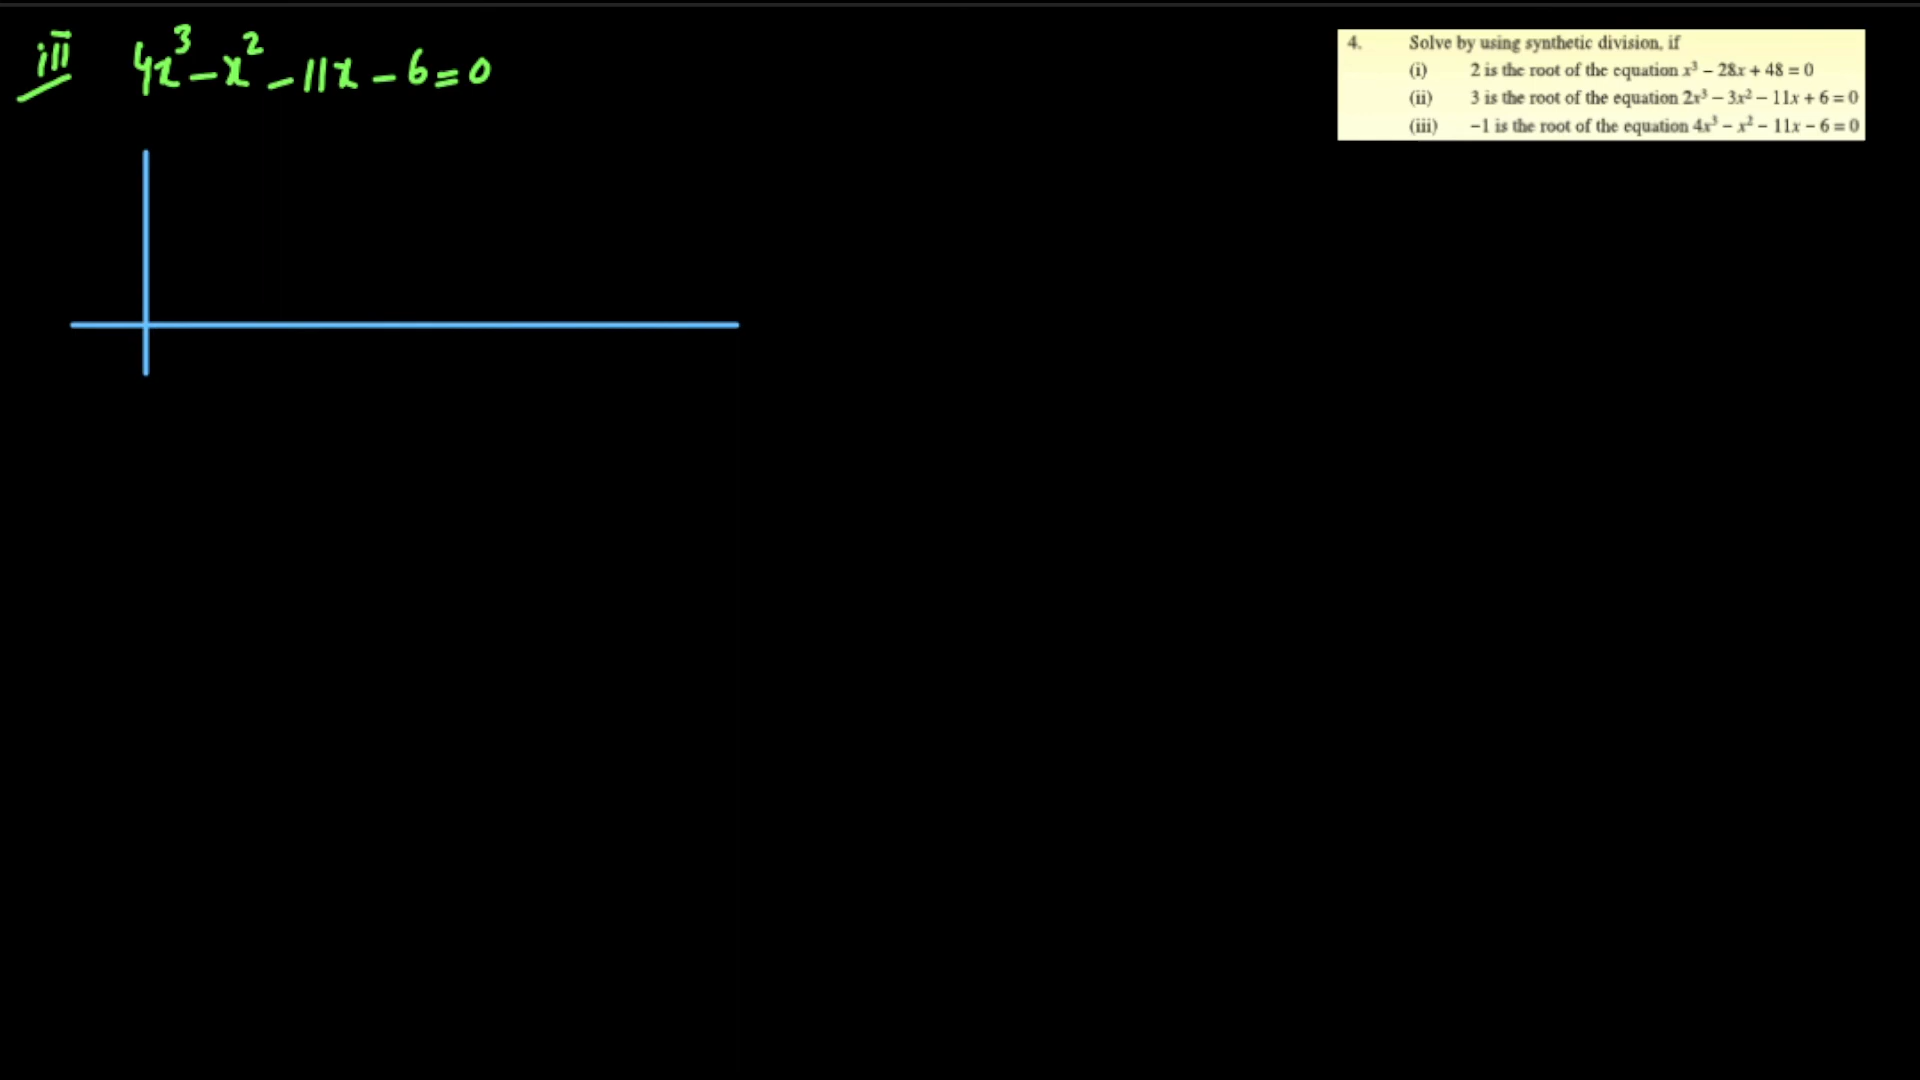 iii 4x³ - x² - 11x - 6 = 0
4. Solve by using synthetic division, if
(i) 2 is the root of the equation x³ – 28x + 48 = 0
(ii) 3 is the root of the equation 2x³ – 3x² – 11x + 6 = 0
(iii) –1 is the root of the equation 4x³ – x² – 11x – 6 = 0